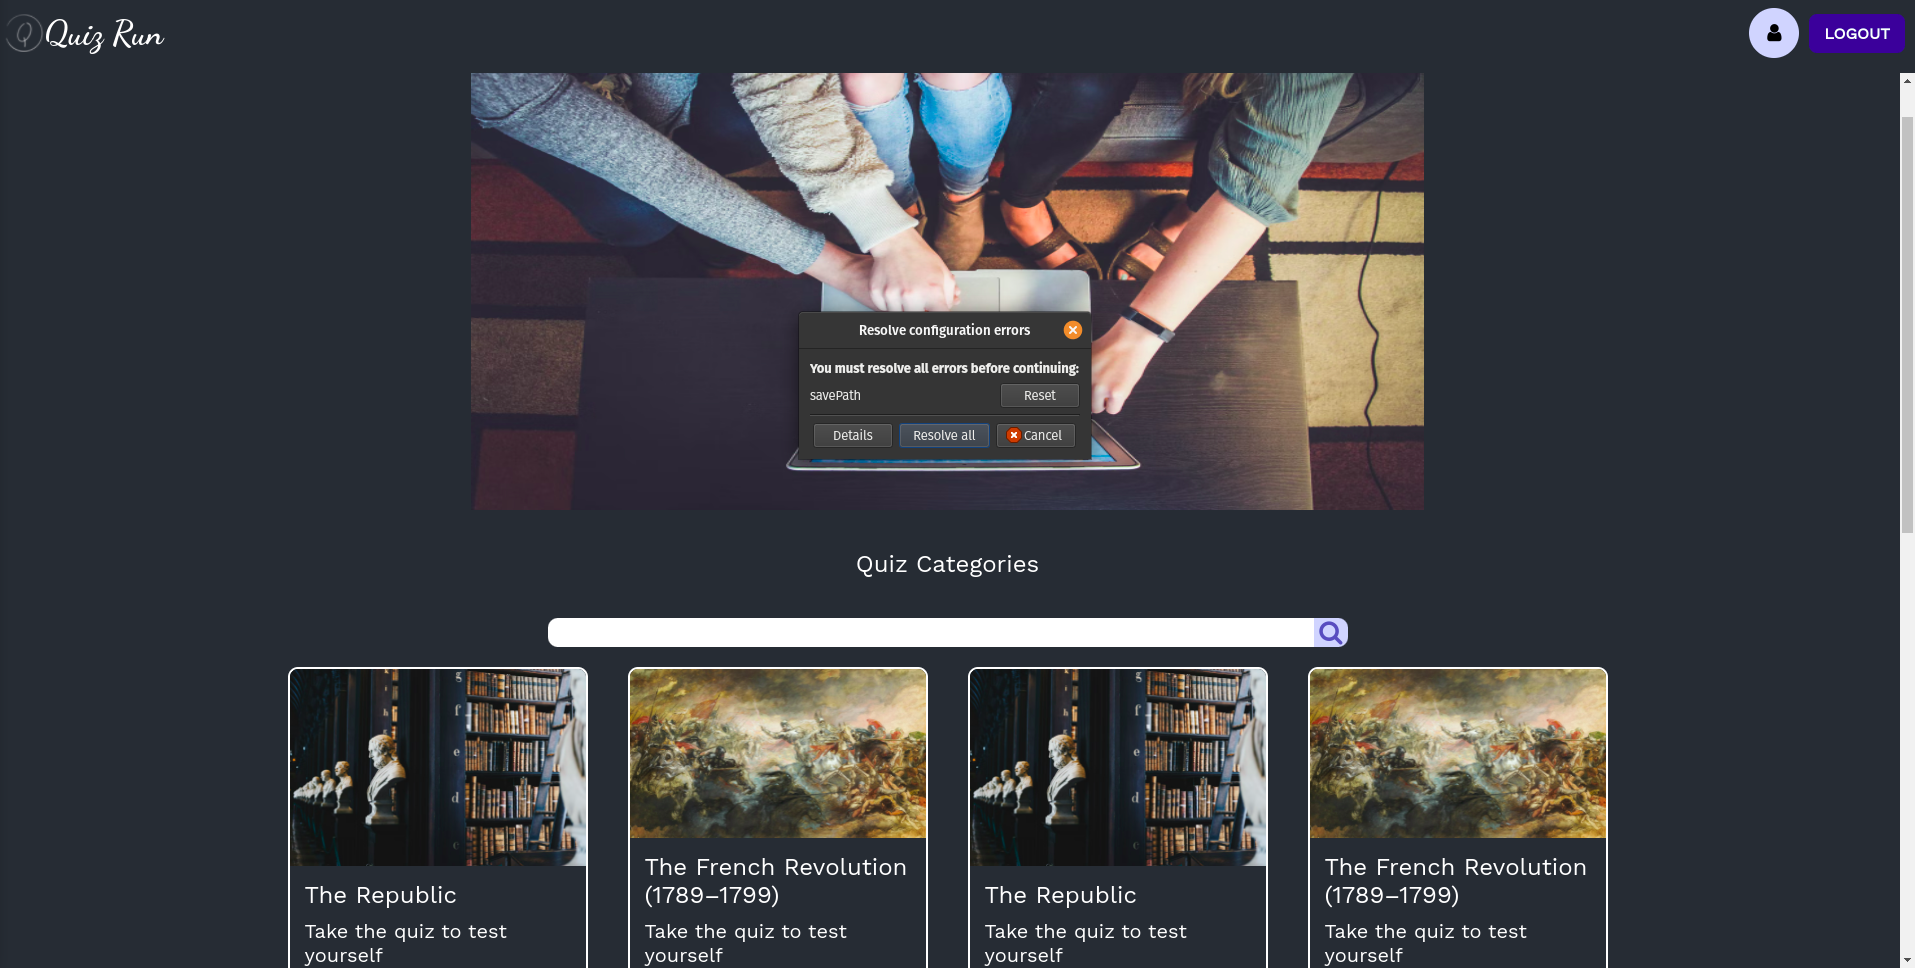 Quiz Run
LOGOUT
Resolve configuration errors
You must resolve all errors before continuing:
savePath
Reset
Details
Resolve all
Cancel
Quiz Categories
The Republic
Take the quiz to test
yourself
The French Revolution
(1789–1799)
Take the quiz to test
yourself
The Republic
Take the quiz to test
yourself
The French Revolution
(1789–1799)
Take the quiz to test
yourself